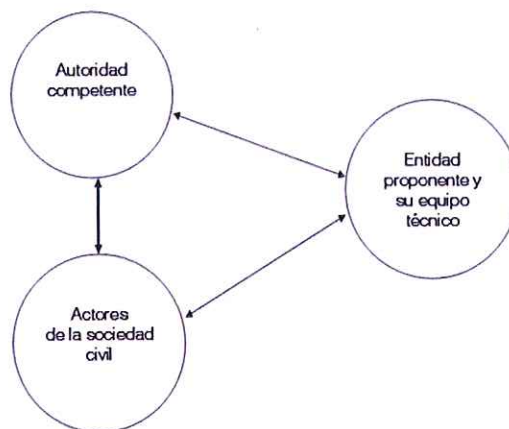 Autoridad
competente
Entidad
proponente y
su equipo
técnico
Actores
de la sociedad
civil